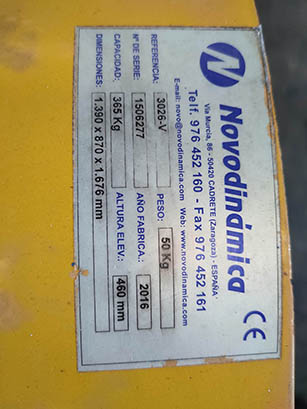 Novodinámica CE
Vía Murcia, 86 - 50420 CADRETE (Zaragoza) - ESPAÑA
Telf. 976 452 160 - Fax 976 452 161
E-mail: novo@novodinamica.com Web: www.novodinamica.com
REFERENCIA: 3026-V PESO: 50 Kg
Nº DE SERIE: 1506277 AÑO FABRICA.: 2016
CAPACIDAD: 365 Kg ALTURA ELEV.: 460 mm
DIMENSIONES: 1.390 x 870 x 1.676 mm